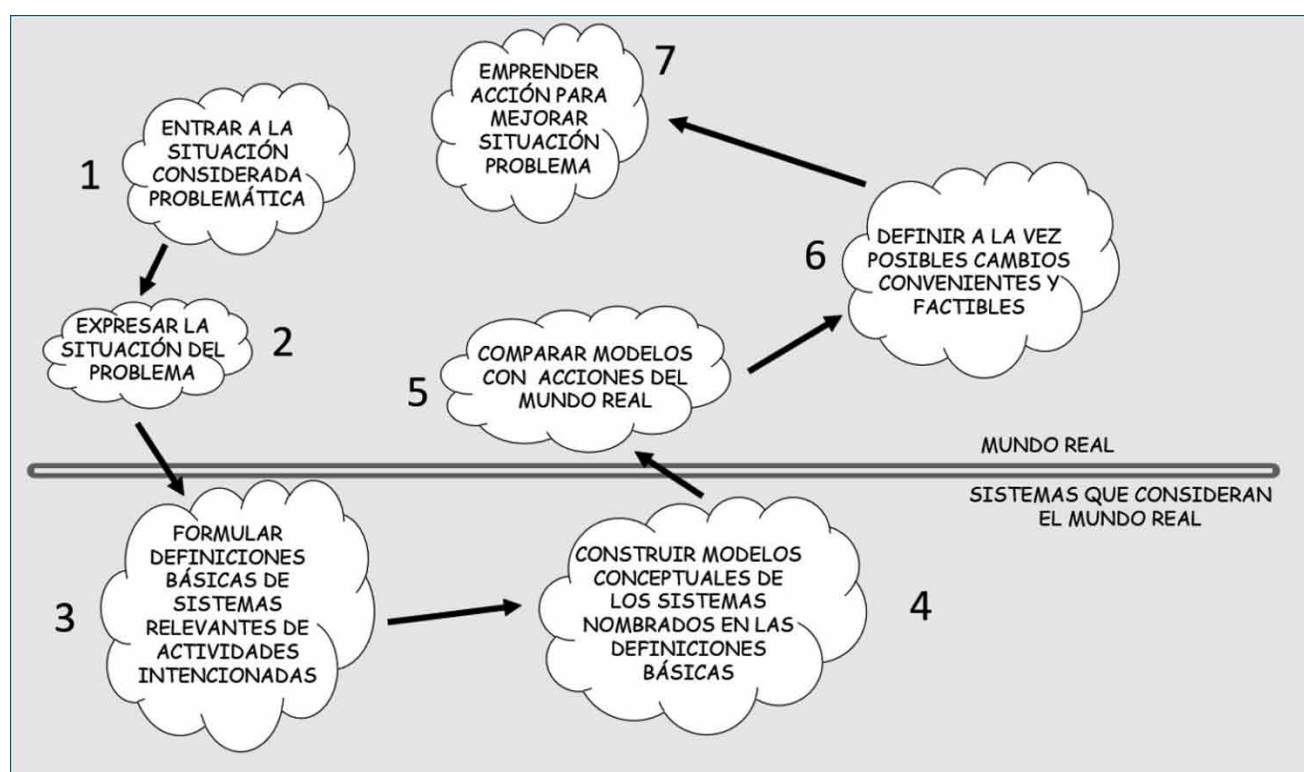 1
ENTRAR A LA
SITUACIÓN
CONSIDERADA
PROBLEMÁTICA
2
EXPRESAR LA
SITUACIÓN DEL
PROBLEMA
3
FORMULAR
DEFINICIONES
BÁSICAS DE
SISTEMAS
RELEVANTES DE
ACTIVIDADES
INTENCIONADAS
4
CONSTRUIR MODELOS
CONCEPTUALES DE
LOS SISTEMAS
NOMBRADOS EN LAS
DEFINICIONES
BÁSICAS
5
COMPARAR MODELOS
CON ACCIONES DEL
MUNDO REAL
6
DEFINIR A LA VEZ
POSIBLES CAMBIOS
CONVENIENTES Y
FACTIBLES
7
EMPRENDER
ACCIÓN PARA
MEJORAR
SITUACIÓN
PROBLEMA
MUNDO REAL
SISTEMAS QUE CONSIDERAN
EL MUNDO REAL